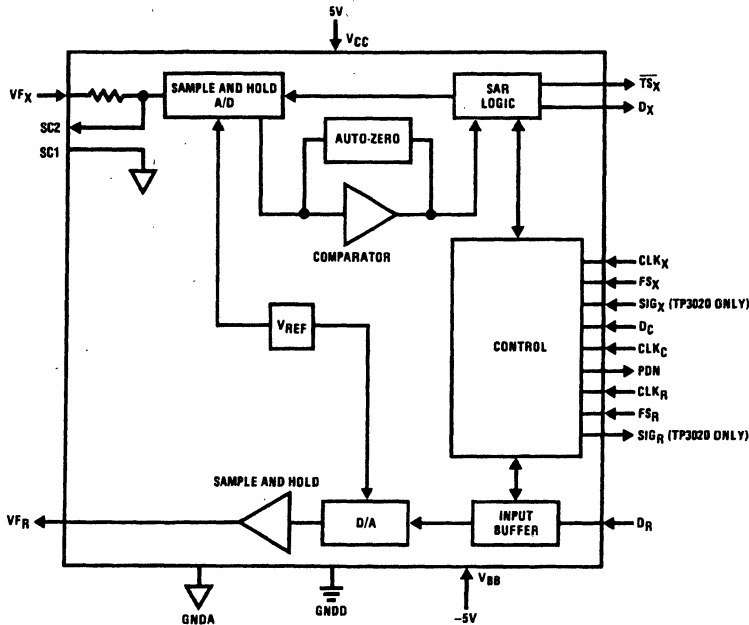 5V
VCC
VFX
SAMPLE AND HOLD
A/D
SAR
LOGIC
TSX
DX
SC2
SC1
AUTO-ZERO
COMPARATOR
CONTROL
CLKX
FSX
SIGX (TP3020 ONLY)
DC
CLKC
PDN
CLKR
FSR
SIGR (TP3020 ONLY)
VREF
SAMPLE AND HOLD
VFR
D/A
INPUT
BUFFER
DR
GNDA
GNDD
VBB
-5V